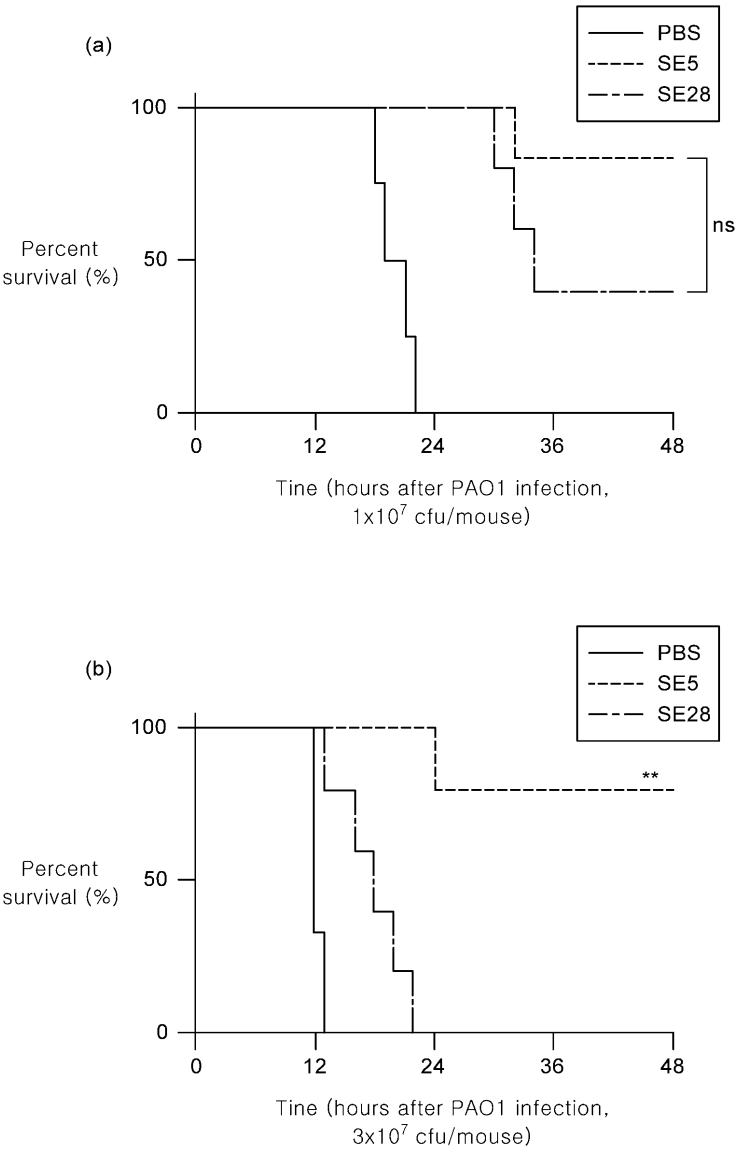 (a)
PBS
SE5
SE28
100
50
0
Percent
survival (%)
ns
0 12 24 36 48
Tine (hours after PAO1 infection,
1x10⁷ cfu/mouse)
(b)
PBS
SE5
SE28
100
50
0
Percent
survival (%)
**
0 12 24 36 48
Tine (hours after PAO1 infection,
3x10⁷ cfu/mouse)